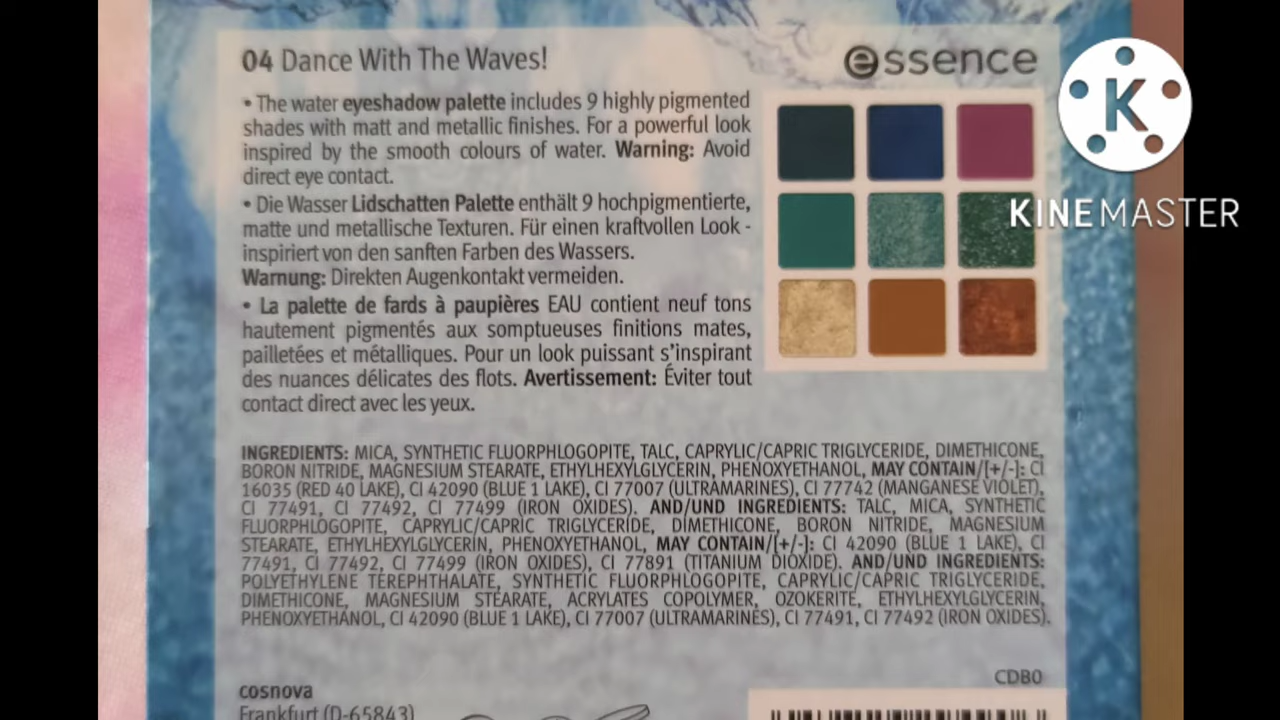 04 Dance With The Waves!
essence
• The water eyeshadow palette includes 9 highly pigmented
shades with matt and metallic finishes. For a powerful look
inspired by the smooth colours of water. Warning: Avoid
direct eye contact.
• Die Wasser Lidschatten Palette enthält 9 hochpigmentierte,
matte und metallische Texturen. Für einen kraftvollen Look -
inspiriert von den sanften Farben des Wassers.
Warnung: Direkten Augenkontakt vermeiden.
• La palette de fards à paupières EAU contient neuf tons
hautement pigmentés aux somptueuses finitions mates,
pailletées et métalliques. Pour un look puissant s'inspirant
des nuances délicates des flots. Avertissement: Éviter tout
contact direct avec les yeux.
K
KINEMASTER
INGREDIENTS: MICA, SYNTHETIC FLUORPHLOGOPITE, TALC, CAPRYLIC/CAPRIC TRIGLYCERIDE, DIMETHICONE,
BORON NITRIDE, MAGNESIUM STEARATE, ETHYLHEXYLGLYCERIN, PHENOXYETHANOL, MAY CONTAIN/[+/-]: CI
16035 (RED 40 LAKE), CI 42090 (BLUE 1 LAKE), CI 77007 (ULTRAMARINES), CI 77742 (MANGANESE VIOLET),
CI 77491, CI 77492, CI 77499 (IRON OXIDES). AND/UND INGREDIENTS: TALC, MICA, SYNTHETIC
FLUORPHLOGOPITE, CAPRYLIC/CAPRIC TRIGLYCERIDE, DIMETHICONE, BORON NITRIDE, MAGNESIUM
STEARATE, ETHYLHEXYLGLYCERIN, PHENOXYETHANOL, MAY CONTAIN/[+/-]: CI 42090 (BLUE 1 LAKE), CI
77491, CI 77492, CI 77499 (IRON OXIDES), CI 77891 (TITANIUM DIOXIDE). AND/UND INGREDIENTS:
POLYETHYLENE TEREPHTHALATE, SYNTHETIC FLUORPHLOGOPITE, CAPRYLIC/CAPRIC TRIGLYCERIDE,
DIMETHICONE, MAGNESIUM STEARATE, ACRYLATES COPOLYMER, OZOKERITE, ETHYLHEXYLGLYCERIN,
PHENOXYETHANOL, CI 42090 (BLUE 1 LAKE), CI 77007 (ULTRAMARINES), CI 77491, CI 77492 (IRON OXIDES).
CDB0
cosnova
Frankfurt (D-65843)